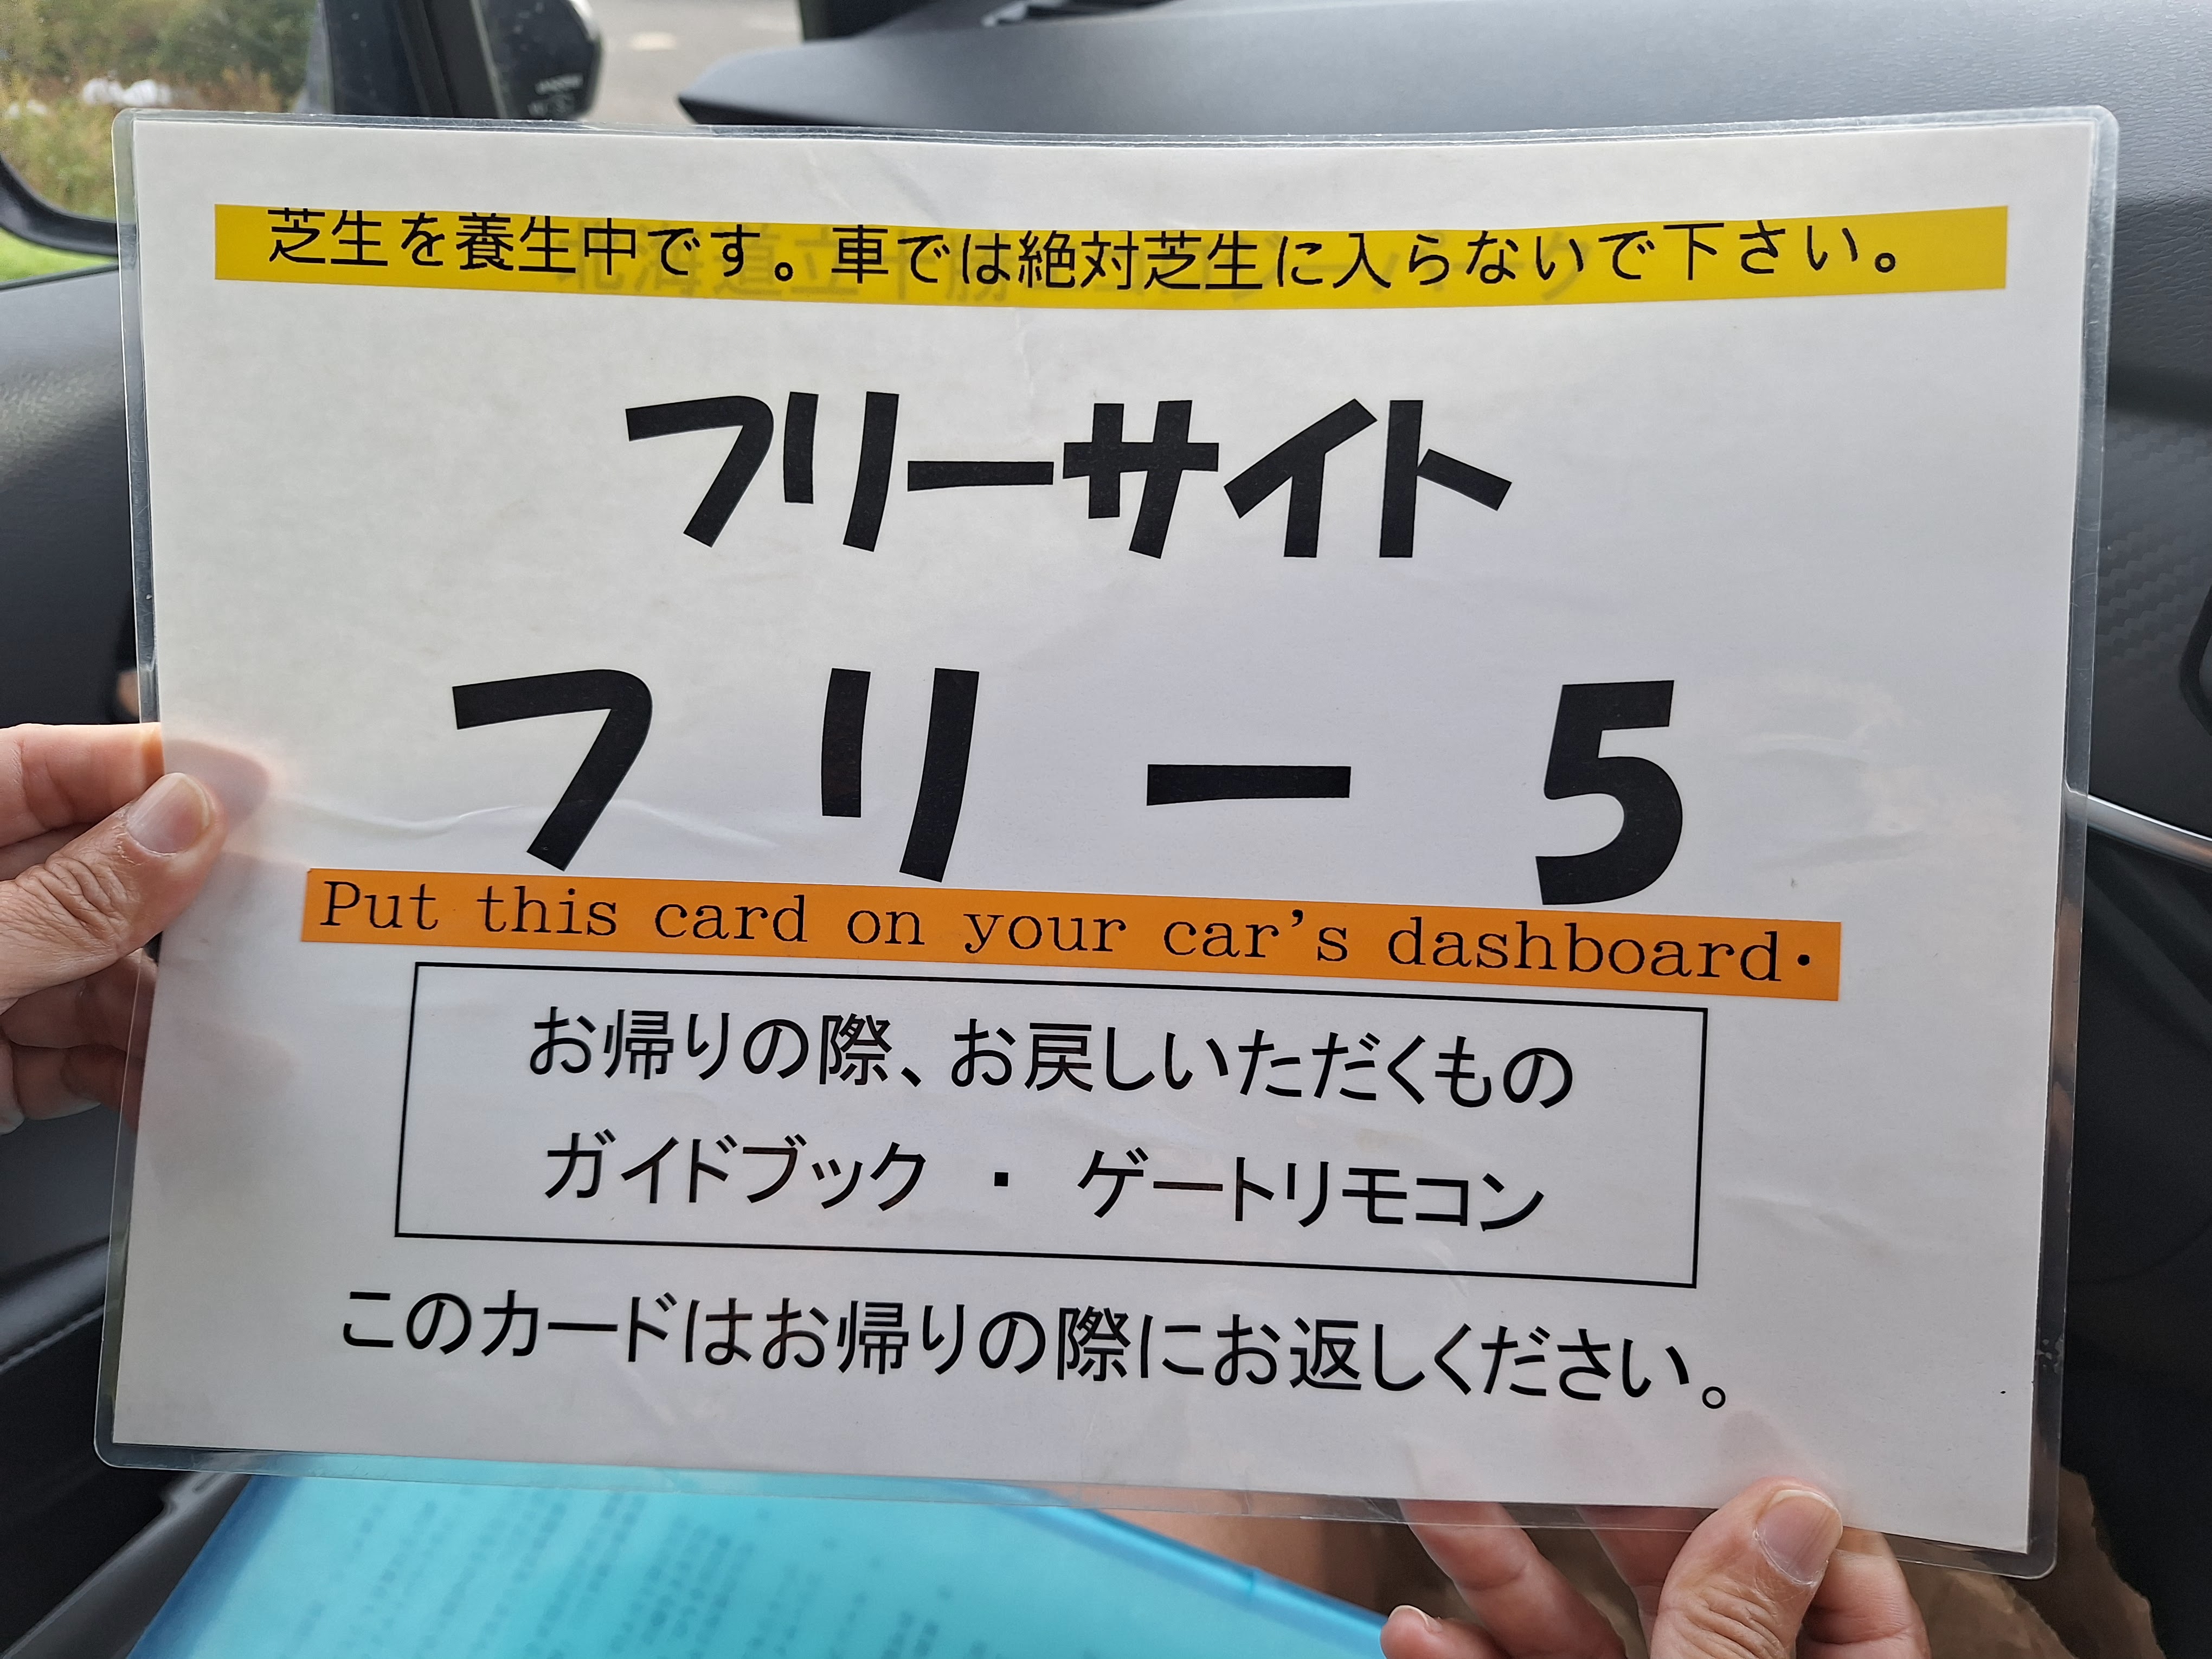 芝生を養生中です。車では絶対芝生に入らないで下さい。
フリーサイト
フリー5
Put this card on your car's dashboard.
お帰りの際、お戻しいただくもの
ガイドブック ・ ゲートリモコン
このカードはお帰りの際にお返しください。